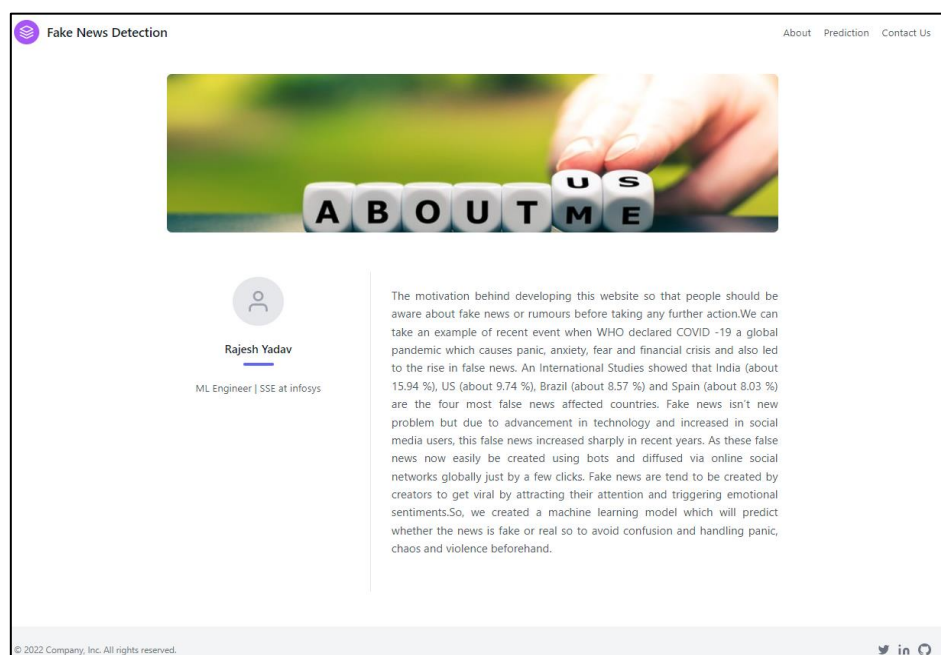 Fake News Detection
About Prediction Contact Us
US
ABOUT ME
Rajesh Yadav
ML Engineer | SSE at infosys
The motivation behind developing this website so that people should be
aware about fake news or rumours before taking any further action.We can
take an example of recent event when WHO declared COVID -19 a global
pandemic which causes panic, anxiety, fear and financial crisis and also led
to the rise in false news. An International Studies showed that India (about
15.94 %), US (about 9.74 %), Brazil (about 8.57 %) and Spain (about 8.03 %)
are the four most false news affected countries. Fake news isn't new
problem but due to advancement in technology and increased in social
media users, this false news increased sharply in recent years. As these false
news now easily be created using bots and diffused via online social
networks globally just by a few clicks. Fake news are tend to be created by
creators to get viral by attracting their attention and triggering emotional
sentiments.So, we created a machine learning model which will predict
whether the news is fake or real so to avoid confusion and handling panic,
chaos and violence beforehand.
© 2022 Company, Inc. All rights reserved.
in